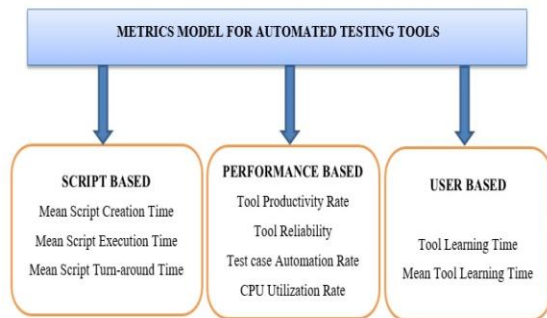 METRICS MODEL FOR AUTOMATED TESTING TOOLS
SCRIPT BASED
Mean Script Creation Time
Mean Script Execution Time
Mean Script Turn-around Time
PERFORMANCE BASED
Tool Productivity Rate
Tool Reliability
Test case Automation Rate
CPU Utilization Rate
USER BASED
Tool Learning Time
Mean Tool Learning Time